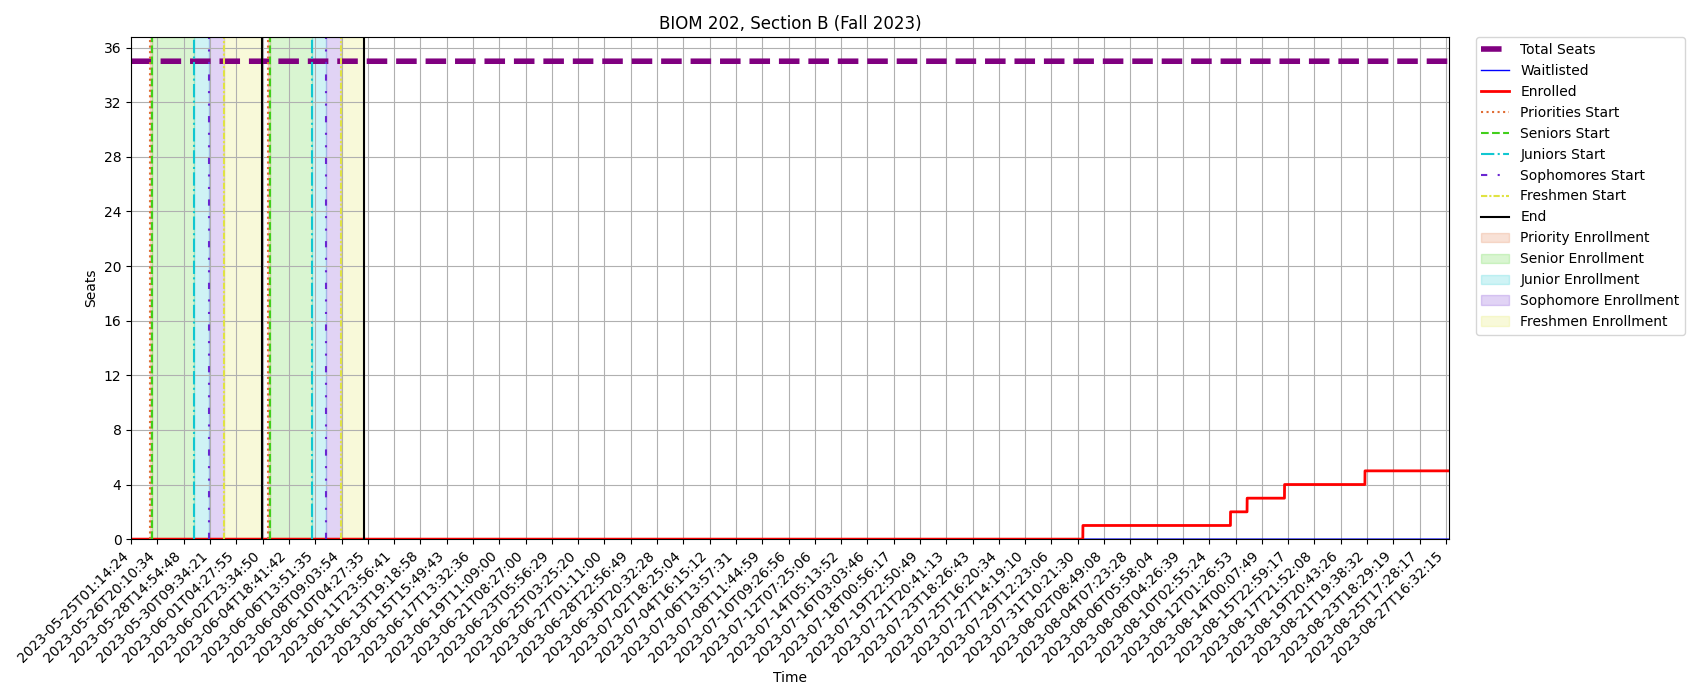 BIOM 202, Section B (Fall 2023)
36
32
28
24
20
16
12
8
4
0
Seats
2023-05-25T01:14:24
2023-05-26T20:10:34
2023-05-28T14:54:48
2023-05-30T09:34:21
2023-06-01T04:27:55
2023-06-02T23:34:50
2023-06-04T18:41:42
2023-06-06T13:51:35
2023-06-08T09:03:54
2023-06-10T04:27:35
2023-06-11T23:56:41
2023-06-13T19:18:58
2023-06-15T15:49:43
2023-06-17T13:32:36
2023-06-19T11:09:00
2023-06-21T08:27:00
2023-06-23T05:56:29
2023-06-25T03:25:20
2023-06-27T01:11:00
2023-06-28T22:56:49
2023-06-30T20:32:28
2023-07-02T18:25:04
2023-07-04T16:15:12
2023-07-06T13:57:31
2023-07-08T11:44:59
2023-07-10T09:26:56
2023-07-12T07:25:06
2023-07-14T05:13:52
2023-07-16T03:03:46
2023-07-18T00:56:17
2023-07-19T22:50:49
2023-07-21T20:41:13
2023-07-23T18:26:43
2023-07-25T16:20:34
2023-07-27T14:19:10
2023-07-29T12:23:06
2023-07-31T10:21:30
2023-08-02T08:49:08
2023-08-04T07:23:28
2023-08-06T05:58:04
2023-08-08T04:26:39
2023-08-10T02:55:24
2023-08-12T01:26:53
2023-08-14T00:07:49
2023-08-15T22:59:17
2023-08-17T21:52:08
2023-08-19T20:43:26
2023-08-21T19:38:32
2023-08-23T18:29:19
2023-08-25T17:28:17
2023-08-27T16:32:15
Time
Total Seats
Waitlisted
Enrolled
Priorities Start
Seniors Start
Juniors Start
Sophomores Start
Freshmen Start
End
Priority Enrollment
Senior Enrollment
Junior Enrollment
Sophomore Enrollment
Freshmen Enrollment